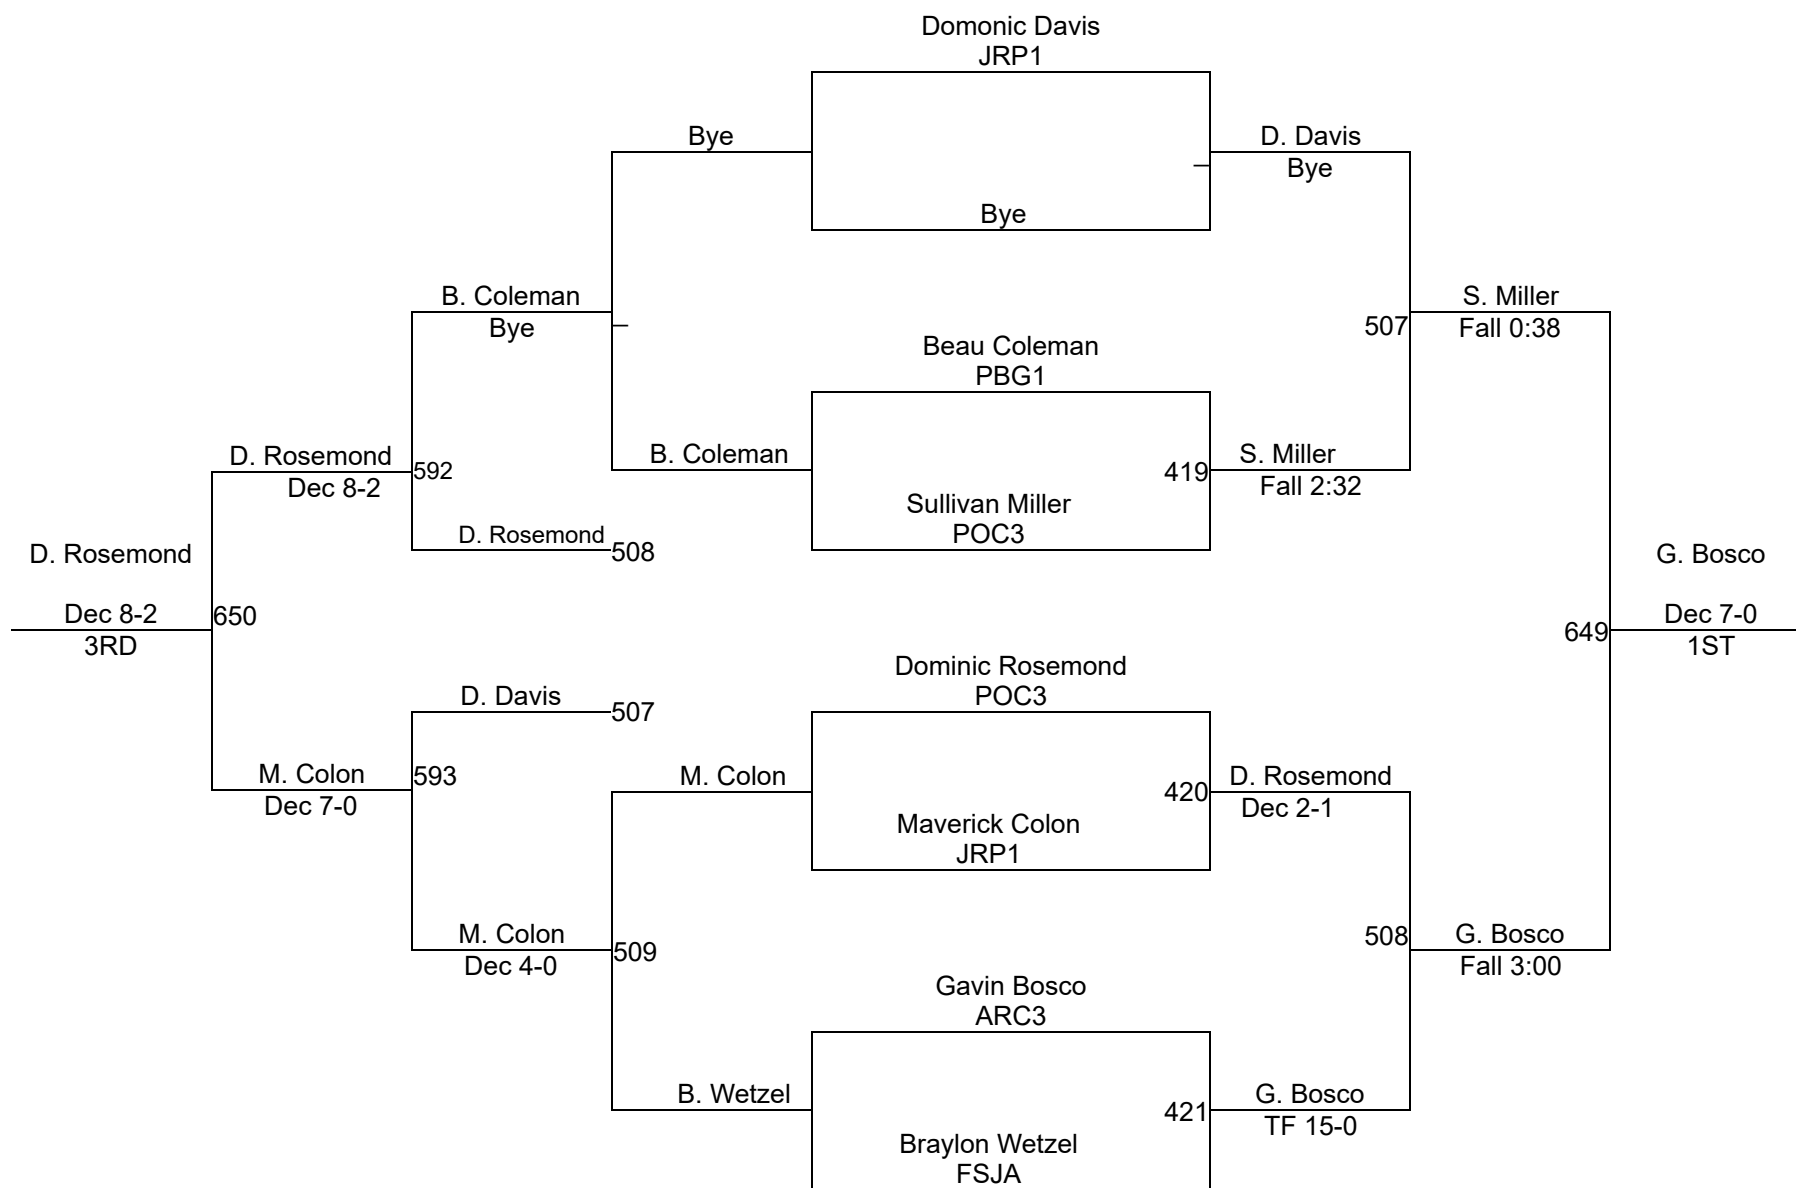 Domonic Davis
JRP1
Bye
D. Davis
Bye
Bye
B. Coleman
Bye
S. Miller
Fall 0:38
507
Beau Coleman
PBG1
D. Rosemond
Dec 8-2
592
B. Coleman
419
S. Miller
Fall 2:32
Sullivan Miller
POC3
D. Rosemond
508
D. Rosemond
Dec 8-2
3RD
650
G. Bosco
Dec 7-0
1ST
649
Dominic Rosemond
POC3
D. Davis
507
M. Colon
Dec 7-0
593
M. Colon
420
D. Rosemond
Dec 2-1
Maverick Colon
JRP1
M. Colon
Dec 4-0
509
508
G. Bosco
Fall 3:00
Gavin Bosco
ARC3
B. Wetzel
421
G. Bosco
TF 15-0
Braylon Wetzel
FSJA